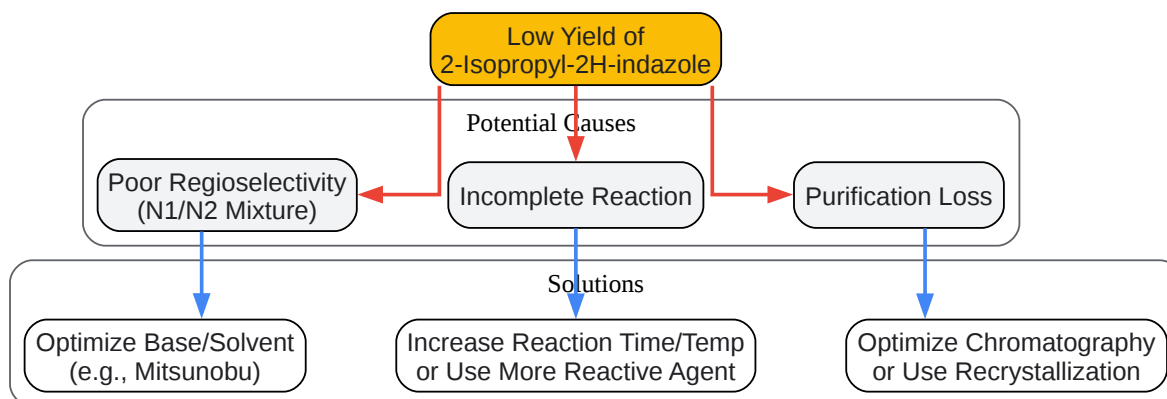 Low Yield of
2-Isopropyl-2H-indazole
Potential Causes
Poor Regioselectivity
(N1/N2 Mixture)
Incomplete Reaction
Purification Loss
Solutions
Optimize Base/Solvent
(e.g., Mitsunobu)
Increase Reaction Time/Temp
or Use More Reactive Agent
Optimize Chromatography
or Use Recrystallization